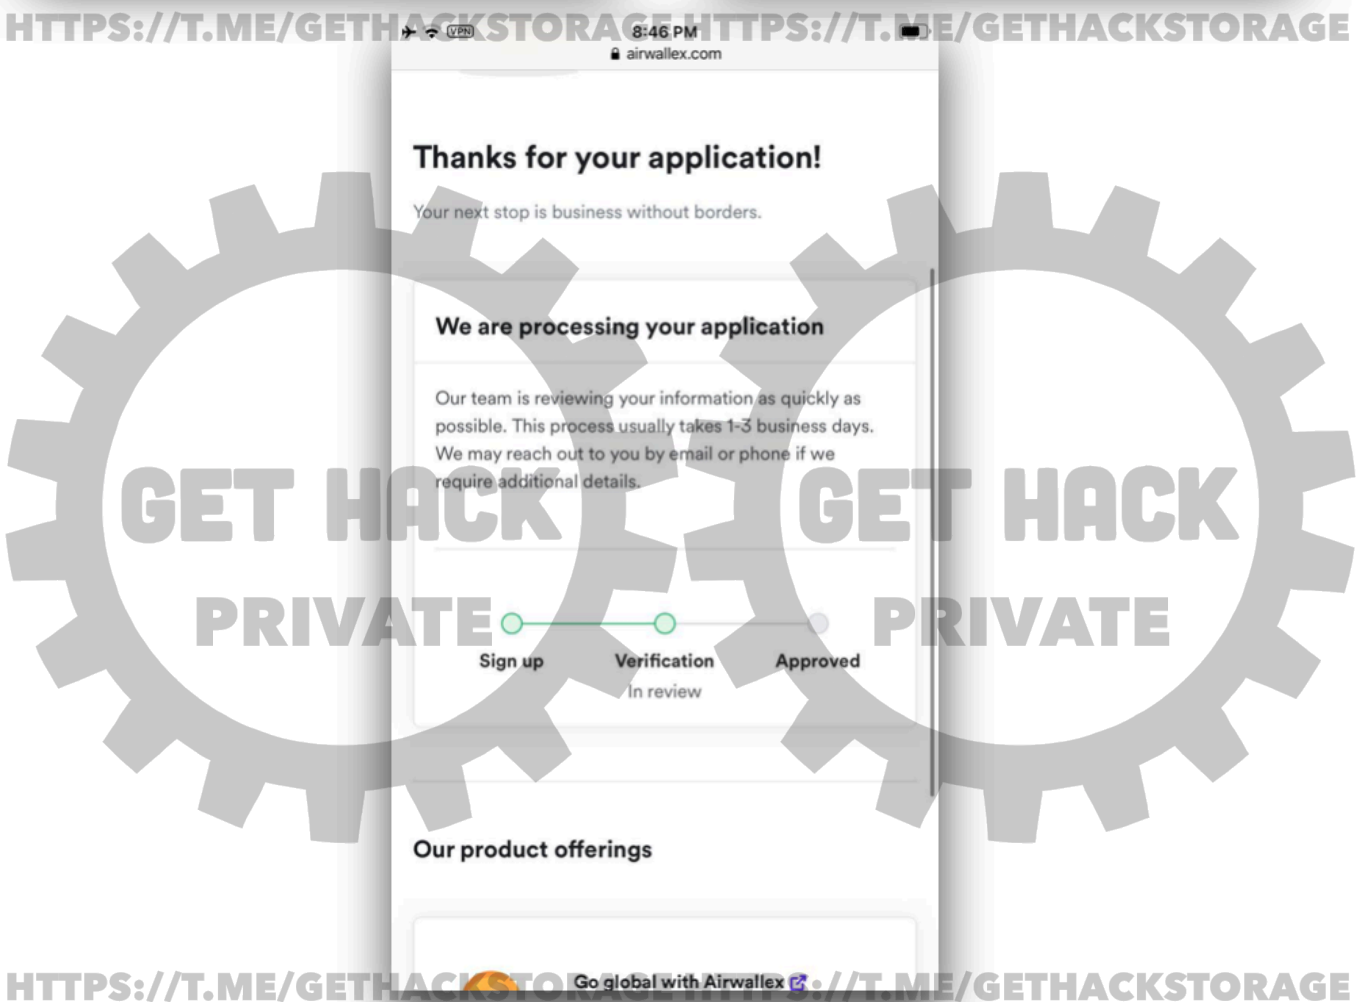 HTTPS://T.ME/GETHACKSTORAGE HTTPS://T.ME/GETHACKSTORAGE
VPN 8:46 PM
airwallex.com
Thanks for your application!
Your next stop is business without borders.
We are processing your application
Our team is reviewing your information as quickly as
possible. This process usually takes 1-3 business days.
We may reach out to you by email or phone if we
require additional details.
GET HACK GET HACK
PRIVATE PRIVATE
Sign up Verification Approved
In review
Our product offerings
Go global with Airwallex
HTTPS://T.ME/GETHACKSTORAGE HTTPS://T.ME/GETHACKSTORAGE